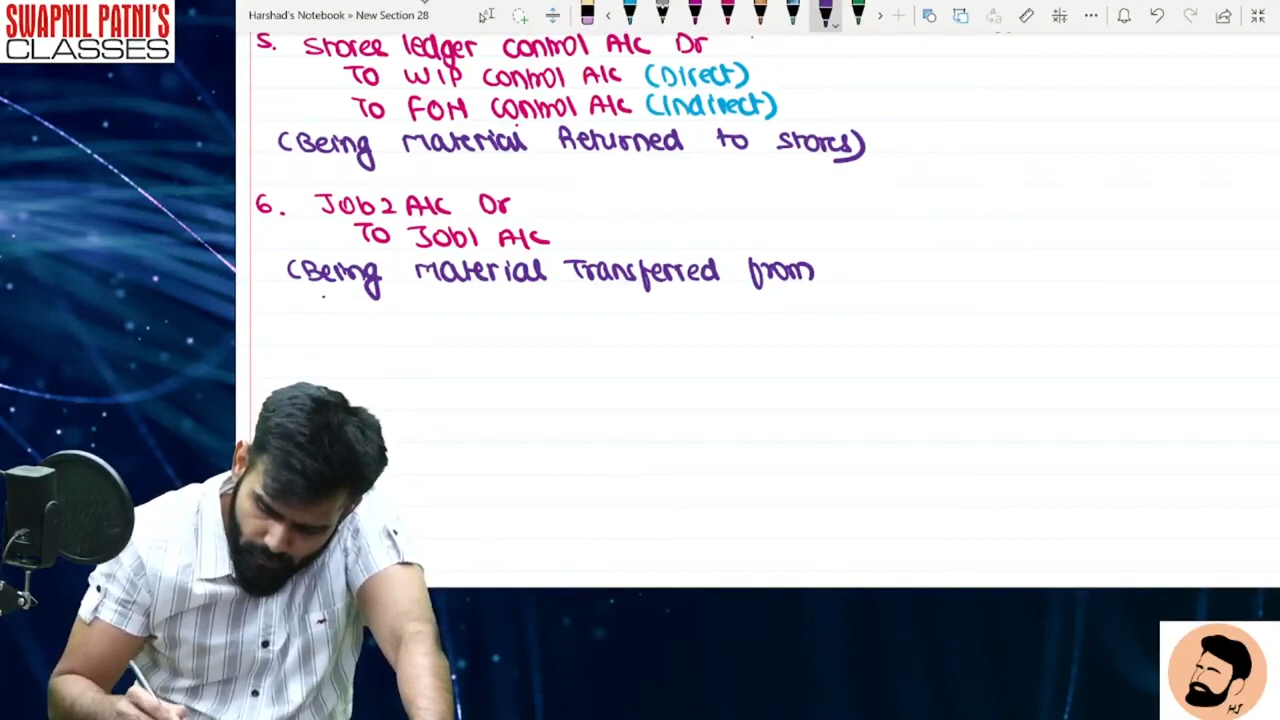 SWAPNIL PATNI'S
CLASSES
Harshad's Notebook » New Section 28
5. Stores ledger control A/c Dr
To WIP control A/c (Direct)
To FOH control A/c (Indirect)
(Being Material Returned to stores)
6. Job2 A/c Dr
To Job1 A/c
(Being Material Transferred from
HJ